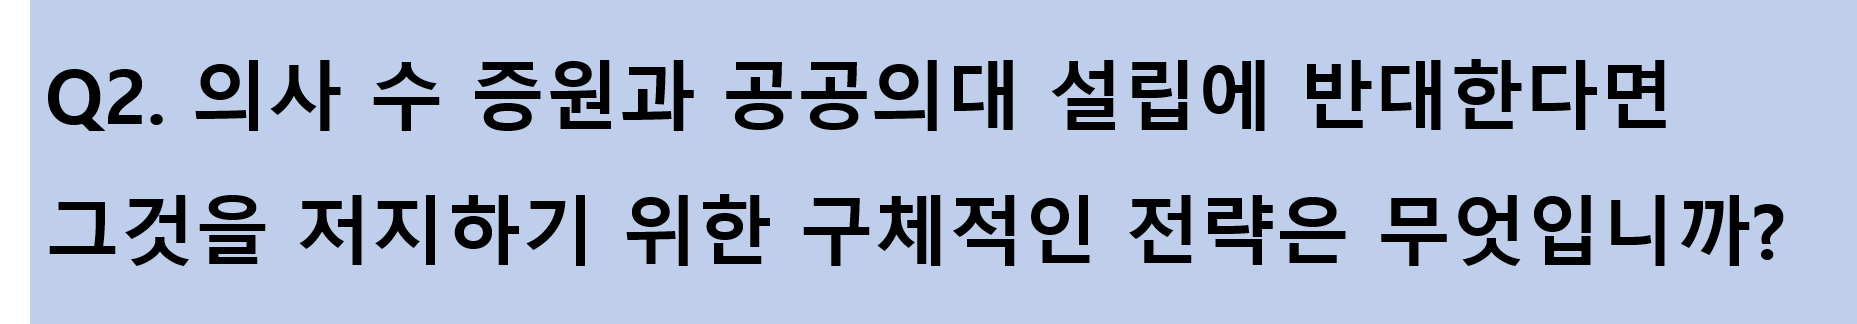 Q2. 의사 수 증원과 공공의대 설립에 반대한다면
그것을 저지하기 위한 구체적인 전략은 무엇입니까?